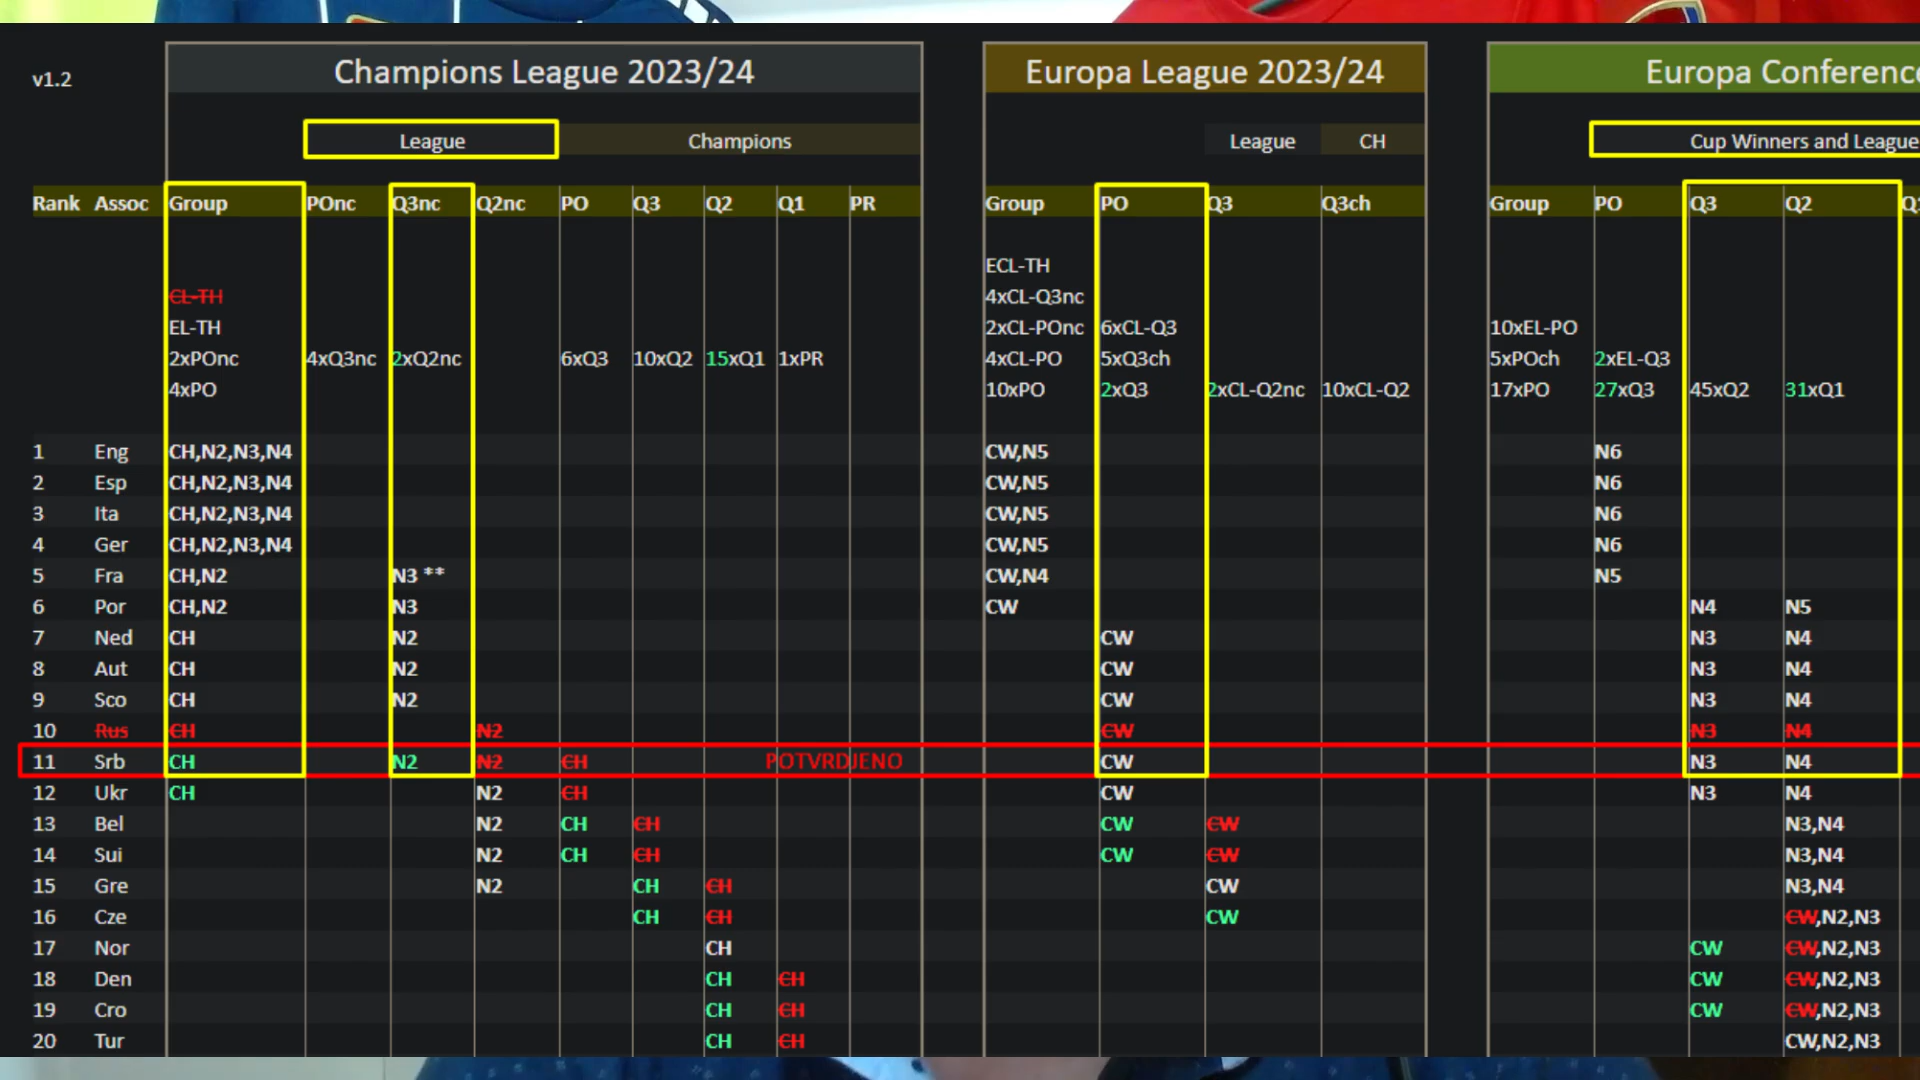 v1.2
Champions League 2023/24
Europa League 2023/24
Europa Conference
League Champions
League CH
Cup Winners and League
Rank Assoc Group POnc Q3nc Q2nc PO Q3 Q2 Q1 PR Group PO Q3 Q3ch Group PO Q3 Q2
ECL-TH
CL-TH 4xCL-Q3nc
EL-TH 2xCL-POnc 6xCL-Q3 10xEL-PO
2xPOnc 4xQ3nc 2xQ2nc 6xQ3 10xQ2 15xQ1 1xPR 4xCL-PO 5xQ3ch 5xPOch 2xEL-Q3
4xPO 10xPO 2xQ3 2xCL-Q2nc 10xCL-Q2 17xPO 27xQ3 45xQ2 31xQ1
1 Eng CH,N2,N3,N4 CW,N5 N6
2 Esp CH,N2,N3,N4 CW,N5 N6
3 Ita CH,N2,N3,N4 CW,N5 N6
4 Ger CH,N2,N3,N4 CW,N5 N6
5 Fra CH,N2 N3 ** CW,N4 N5
6 Por CH,N2 N3 CW N4 N5
7 Ned CH N2 CW N3 N4
8 Aut CH N2 CW N3 N4
9 Sco CH N2 CW N3 N4
10 Rus CH N2 CW N3 N4
11 Srb CH N2 N2 CH POTVRDJENO CW N3 N4
12 Ukr CH N2 CH CW N3 N4
13 Bel N2 CH CH CW CW N3,N4
14 Sui N2 CH CH CW CW N3,N4
15 Gre N2 CH CH CW N3,N4
16 Cze CH CH CW CW,N2,N3
17 Nor CH CW CW,N2,N3
18 Den CH CH CW CW,N2,N3
19 Cro CH CH CW CW,N2,N3
20 Tur CH CH CW,N2,N3